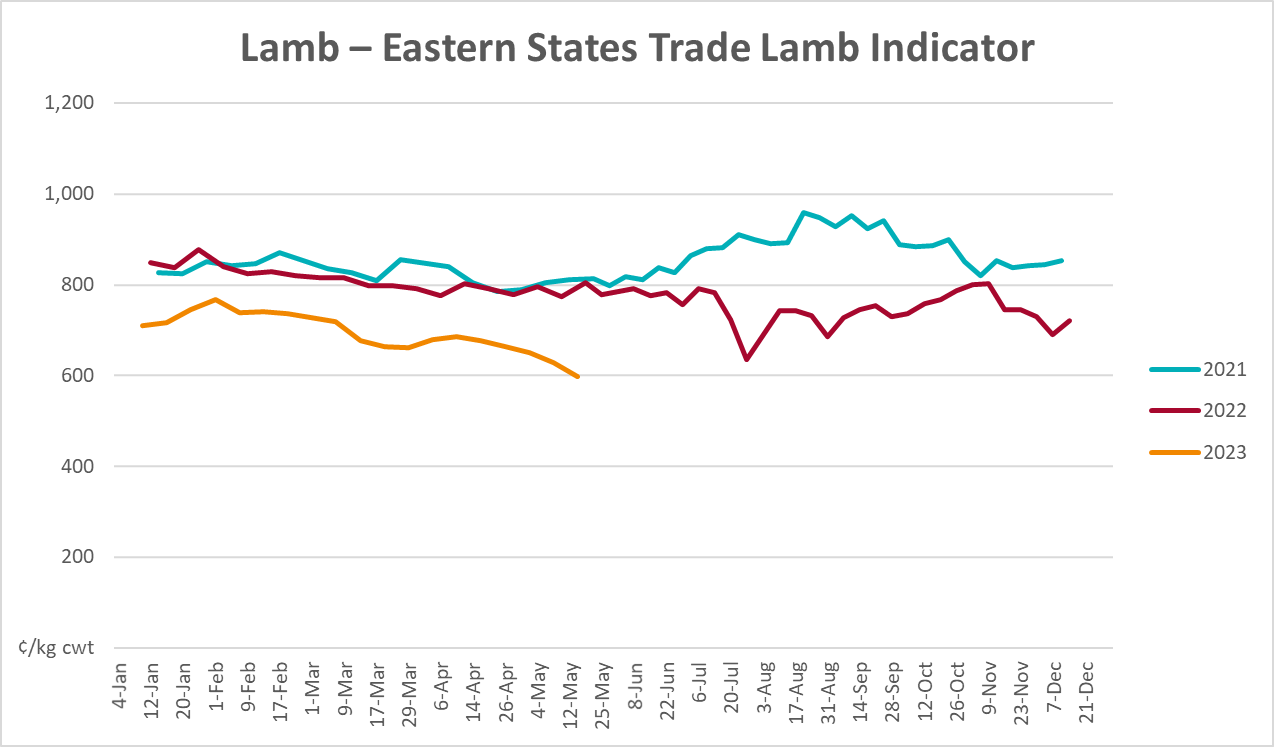 Lamb – Eastern States Trade Lamb Indicator
1,200
1,000
800
600
400
200
¢/kg cwt
4-Jan
12-Jan
20-Jan
1-Feb
9-Feb
17-Feb
1-Mar
9-Mar
17-Mar
29-Mar
6-Apr
14-Apr
26-Apr
4-May
12-May
25-May
8-Jun
22-Jun
6-Jul
20-Jul
3-Aug
17-Aug
31-Aug
14-Sep
28-Sep
12-Oct
26-Oct
9-Nov
23-Nov
7-Dec
21-Dec
2021
2022
2023